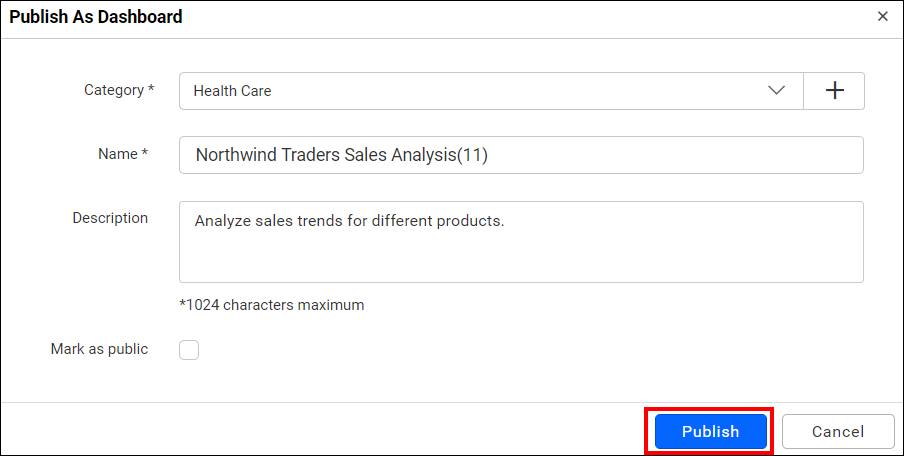 Publish As Dashboard
Category *
Health Care
Name *
Northwind Traders Sales Analysis(11)
Description
Analyze sales trends for different products.
*1024 characters maximum
Mark as public
Publish
Cancel